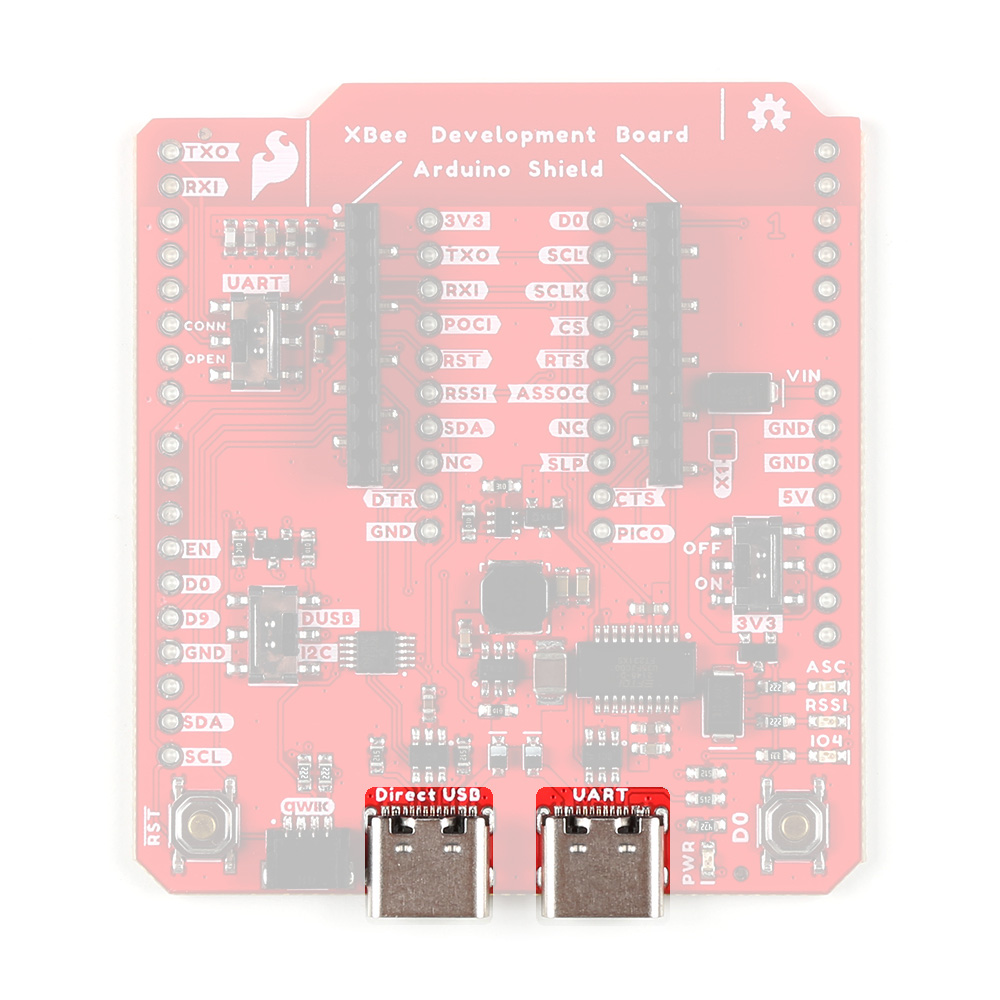 XBee Development Board
Arduino Shield
TXO
RXI
3V3
D0
1
TXO
SCL
UART
RXI
SCLK
CONN
POCI
CS
OPEN
RST
RTS
VIN
RSSI
ASSOC
SDA
NC
GND
NC
SLP
GND
X1
DTR
CTS
5V
GND
PICO
EN
OFF
D0
ON
D9
DUSB
3V3
GND
I2C
ASC
RSSI
SDA
IO4
SCL
Direct USB
UART
qwiic
RST
D0
PWR